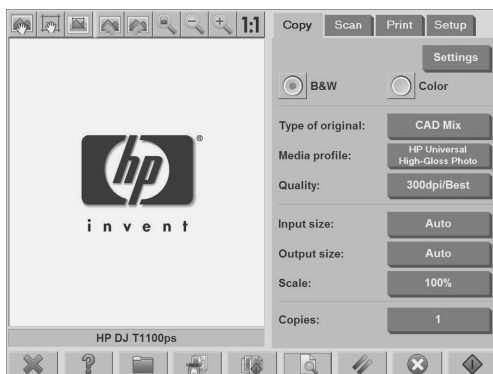 1:1
Copy Scan Print Setup
Settings
B&W Color
Type of original: CAD Mix
Media profile: HP Universal
High-Gloss Photo
Quality: 300dpi/Best
Input size: Auto
Output size: Auto
Scale: 100%
Copies: 1
hp ®
invent
HP DJ T1100ps
?